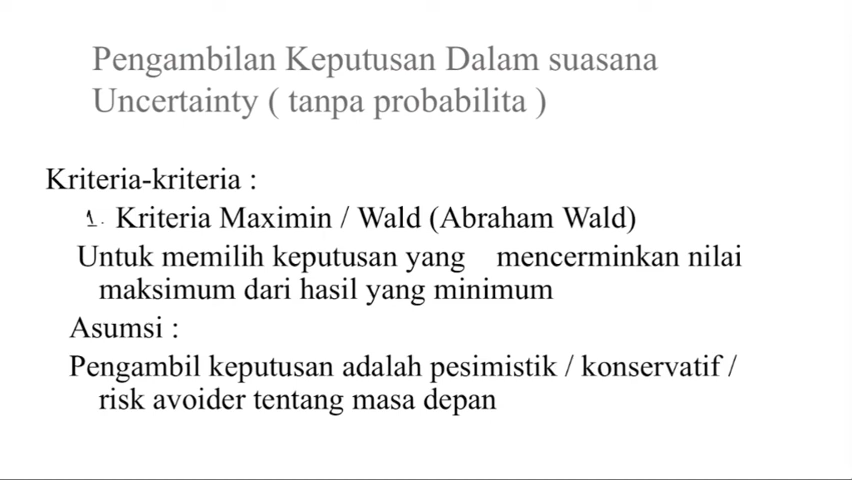 Pengambilan Keputusan Dalam suasana
Uncertainty ( tanpa probabilita )
Kriteria-kriteria :
1. Kriteria Maximin / Wald (Abraham Wald)
Untuk memilih keputusan yang mencerminkan nilai
maksimum dari hasil yang minimum
Asumsi :
Pengambil keputusan adalah pesimistik / konservatif /
risk avoider tentang masa depan